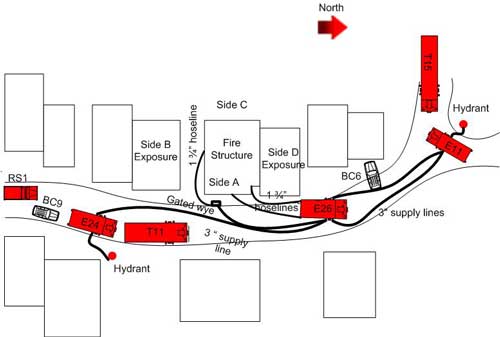 North
T15
Hydrant
E11
1 ¾" hoseline
Side C
Side B
Exposure
Fire
Structure
Side D
Exposure
Side A
BC6
RS1
BC9
Gated wye
1 ¾"
hoselines
E26
3" supply lines
E24
T11
3 " supply
line
Hydrant